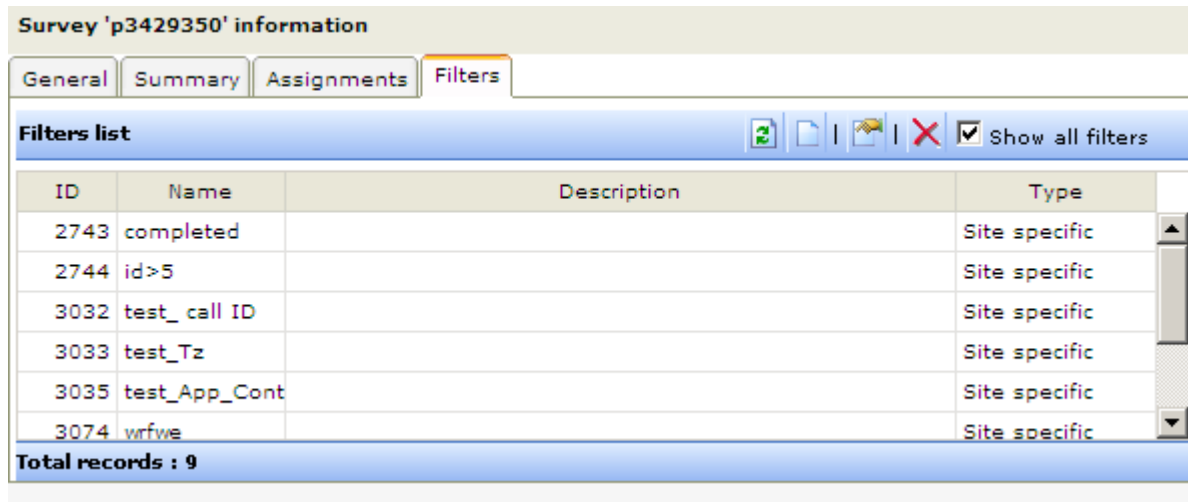 Survey 'p3429350' information
General Summary Assignments Filters
Filters list | | Show all filters
ID Name Description Type
2743 completed Site specific
2744 id>5 Site specific
3032 test_ call ID Site specific
3033 test_Tz Site specific
3035 test_App_Cont Site specific
3074 wrfwe Site specific
Total records : 9